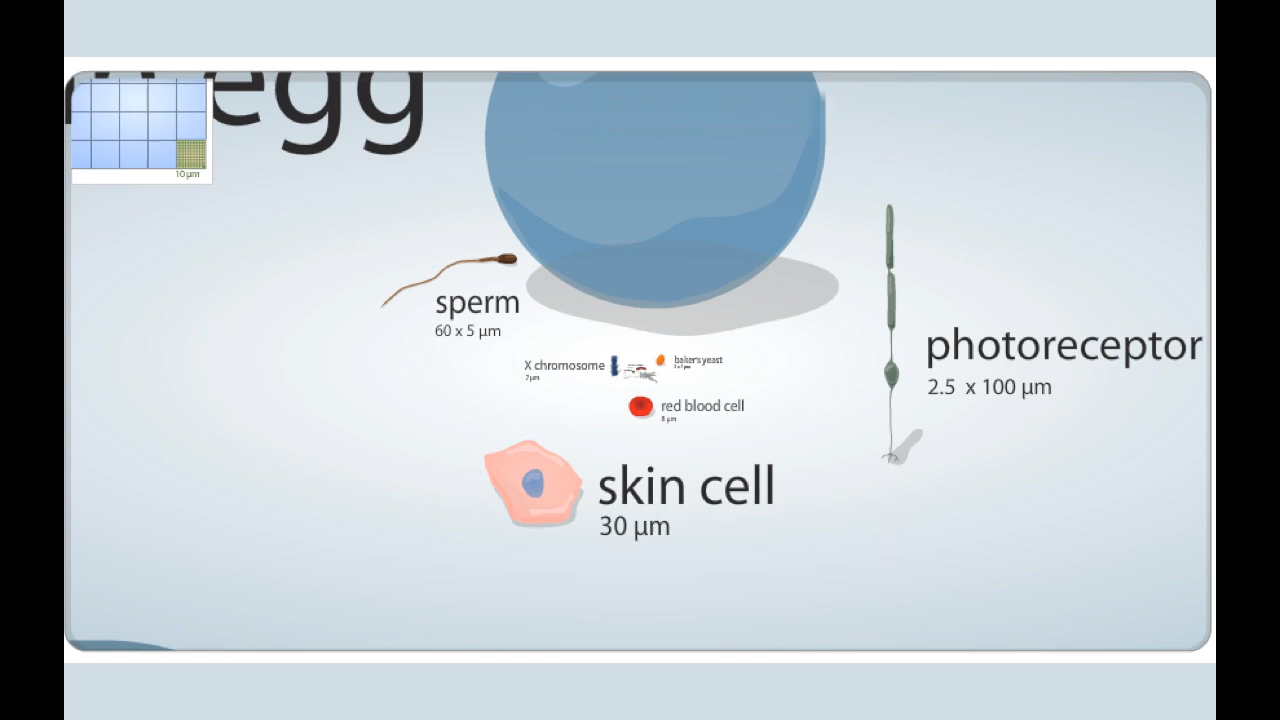 egg
10 µm
sperm
60 x 5 µm
X chromosome
7 µm
baker's yeast
red blood cell
8 µm
photoreceptor
2.5 x 100 µm
skin cell
30 µm